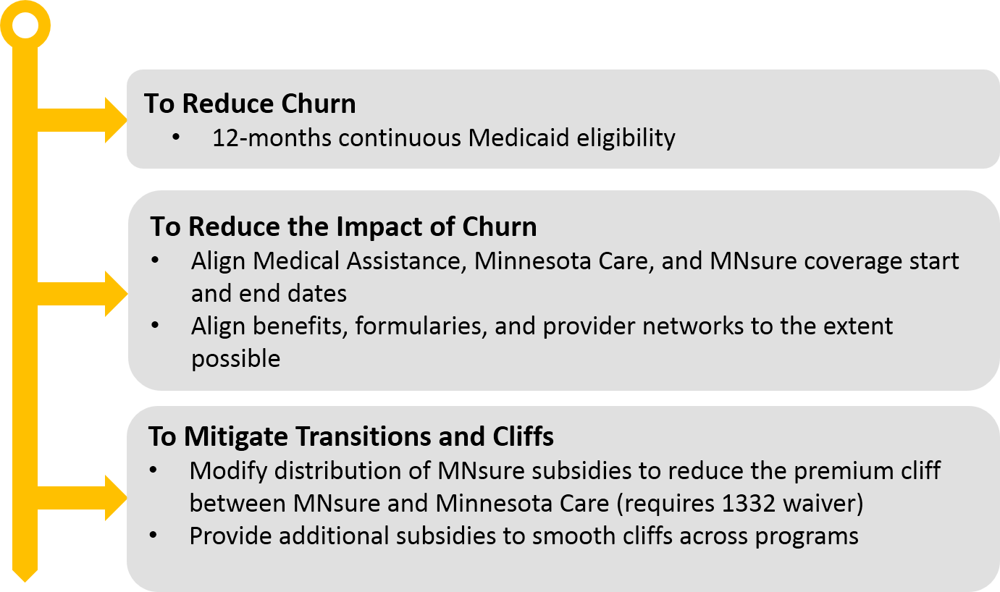 To Reduce Churn
• 12-months continuous Medicaid eligibility
To Reduce the Impact of Churn
• Align Medical Assistance, Minnesota Care, and MNsure coverage start
and end dates
• Align benefits, formularies, and provider networks to the extent
possible
To Mitigate Transitions and Cliffs
• Modify distribution of MNsure subsidies to reduce the premium cliff
between MNsure and Minnesota Care (requires 1332 waiver)
• Provide additional subsidies to smooth cliffs across programs